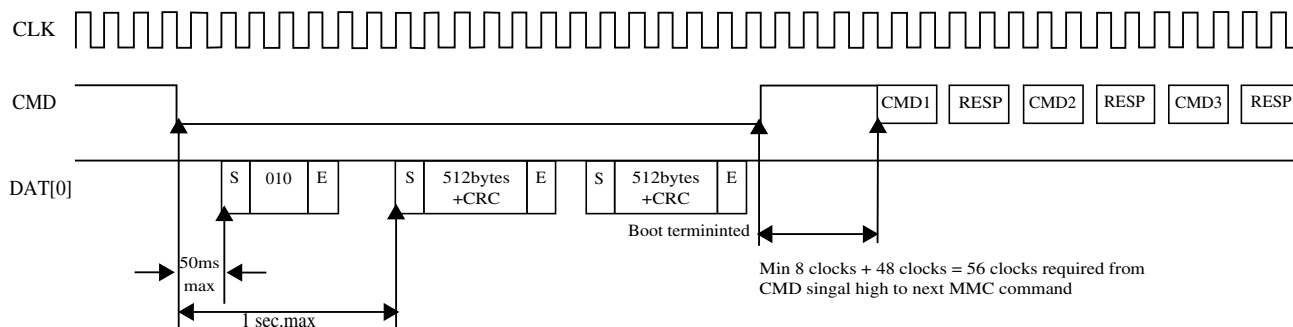 CLK
CMD
CMD1 RESP CMD2 RESP CMD3 RESP
DAT[0]
S 010 E S 512bytes +CRC E S 512bytes +CRC E
Boot termininted
50ms
max
1 sec.max
Min 8 clocks + 48 clocks = 56 clocks required from
CMD singal high to next MMC command